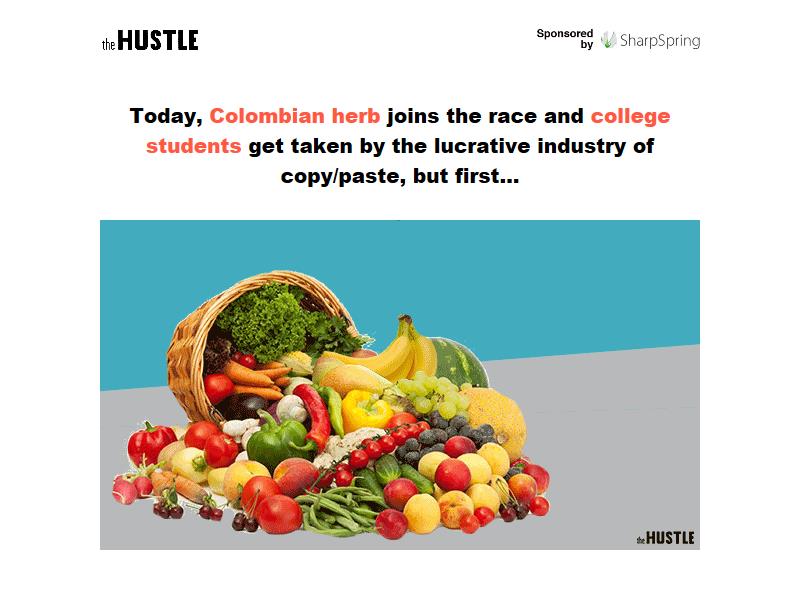 the HUSTLE
Sponsored
by SharpSpring
Today, Colombian herb joins the race and college
students get taken by the lucrative industry of
copy/paste, but first...
the HUSTLE